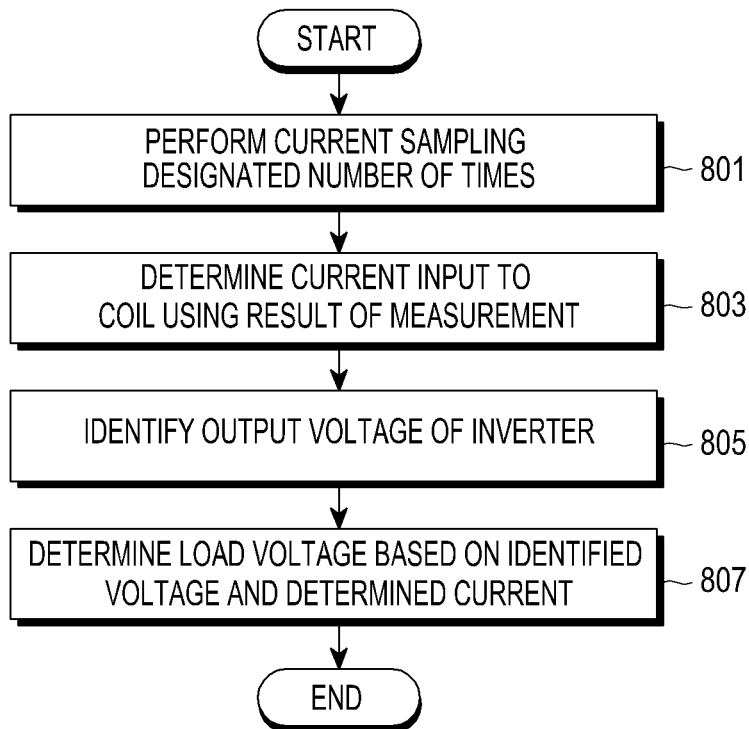 START
PERFORM CURRENT SAMPLING
DESIGNATED NUMBER OF TIMES
801
DETERMINE CURRENT INPUT TO
COIL USING RESULT OF MEASUREMENT
803
IDENTIFY OUTPUT VOLTAGE OF INVERTER
805
DETERMINE LOAD VOLTAGE BASED ON IDENTIFIED
VOLTAGE AND DETERMINED CURRENT
807
END